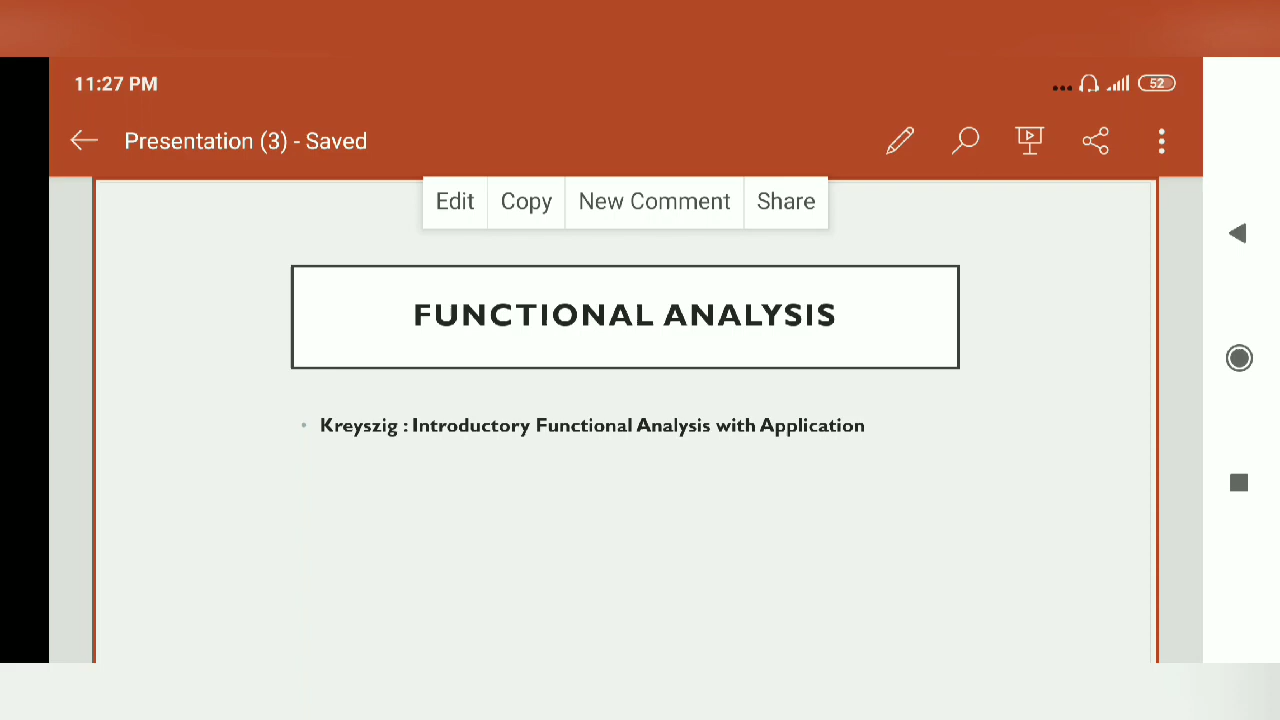 11:27 PM
52
Presentation (3) - Saved
Edit Copy New Comment Share
FUNCTIONAL ANALYSIS
• Kreyszig : Introductory Functional Analysis with Application